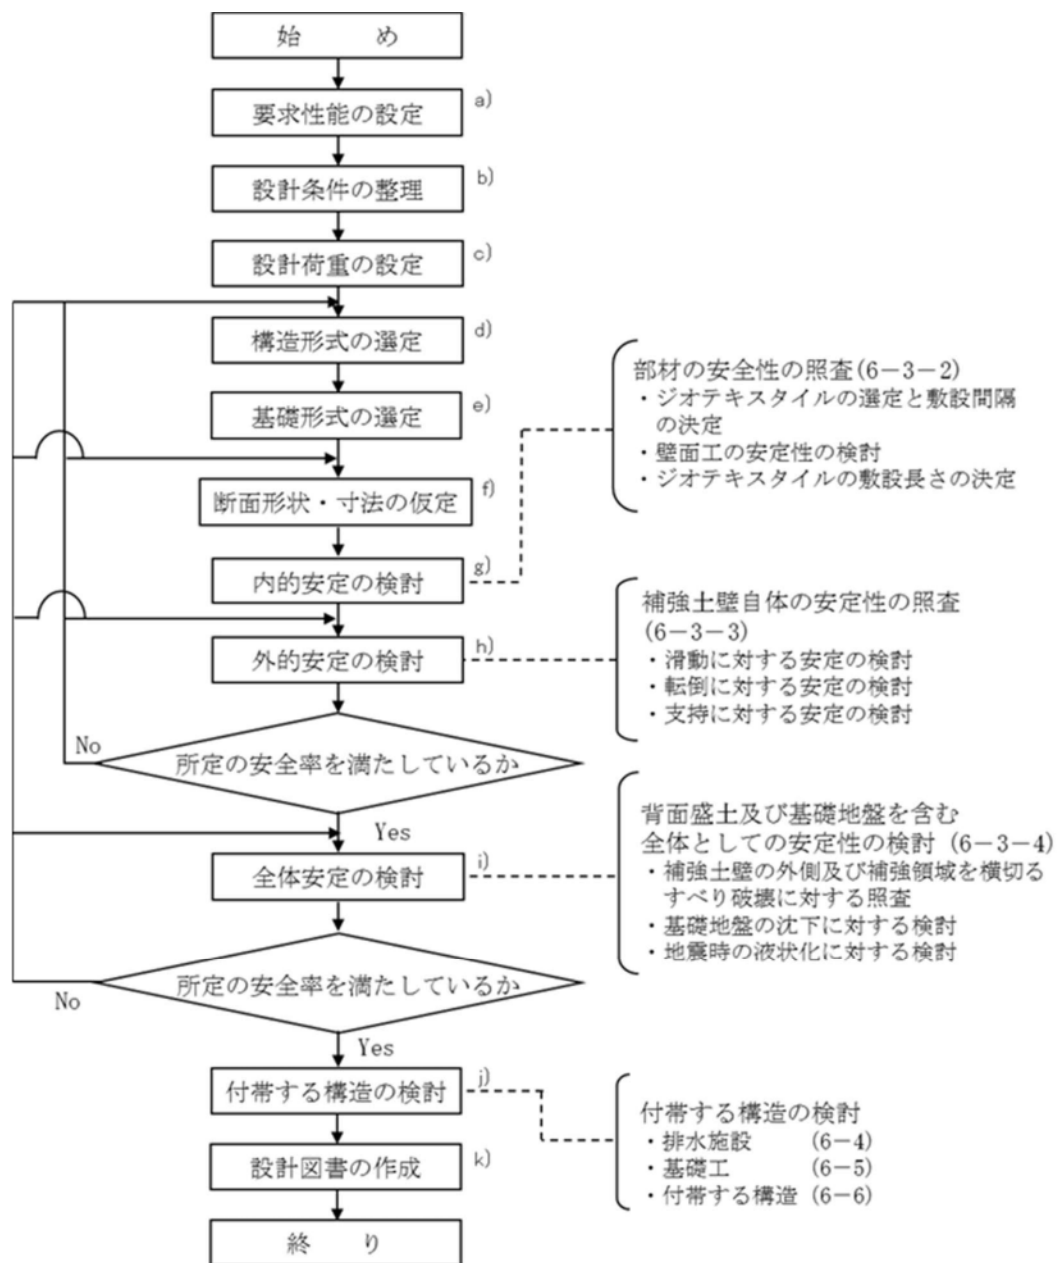 始　　め
要求性能の設定 a)
設計条件の整理 b)
設計荷重の設定 c)
構造形式の選定 d)
基礎形式の選定 e)
断面形状・寸法の仮定 f)
内的安定の検討 g)
部材の安全性の照査(6－3－2)
・ジオテキスタイルの選定と敷設間隔
の決定
・壁面工の安定性の検討
・ジオテキスタイルの敷設長さの決定
外的安定の検討 h)
補強土壁自体の安定性の照査
(6－3－3)
・滑動に対する安定の検討
・転倒に対する安定の検討
・支持に対する安定の検討
所定の安全率を満たしているか
No
Yes
全体安定の検討 i)
背面盛土及び基礎地盤を含む
全体としての安定性の検討 (6－3－4)
・補強土壁の外側及び補強領域を横切る
すべり破壊に対する照査
・基礎地盤の沈下に対する検討
・地震時の液状化に対する検討
所定の安全率を満たしているか
No
Yes
付帯する構造の検討 j)
付帯する構造の検討
・排水施設　　(6－4)
・基礎工　　　(6－5)
・付帯する構造 (6－6)
設計図書の作成 k)
終　　り